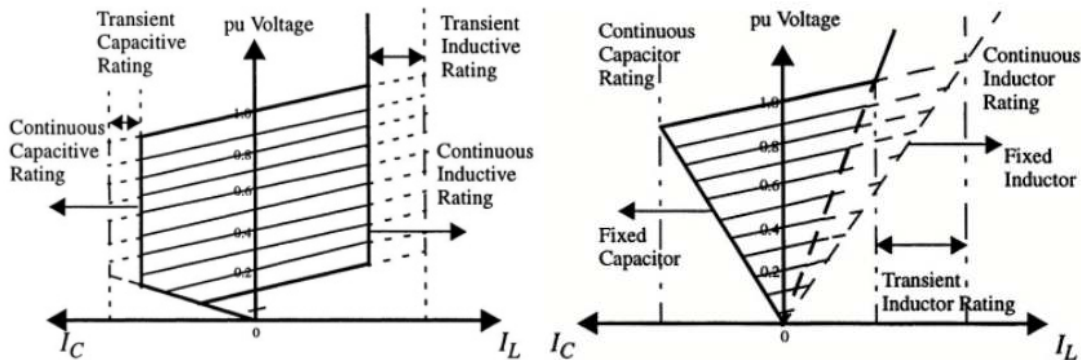 Transient
Capacitive
Rating
pu Voltage
Transient
Inductive
Rating
Continuous
Capacitive
Rating
Continuous
Inductive
Rating
1.0
0.8
0.6
0.4
0.2
0
I_C
I_L
pu Voltage
Continuous
Capacitor
Rating
Continuous
Inductor
Rating
Fixed
Inductor
Fixed
Capacitor
Transient
Inductor Rating
1.0
0.8
0.6
0.4
0.2
0
I_C
I_L